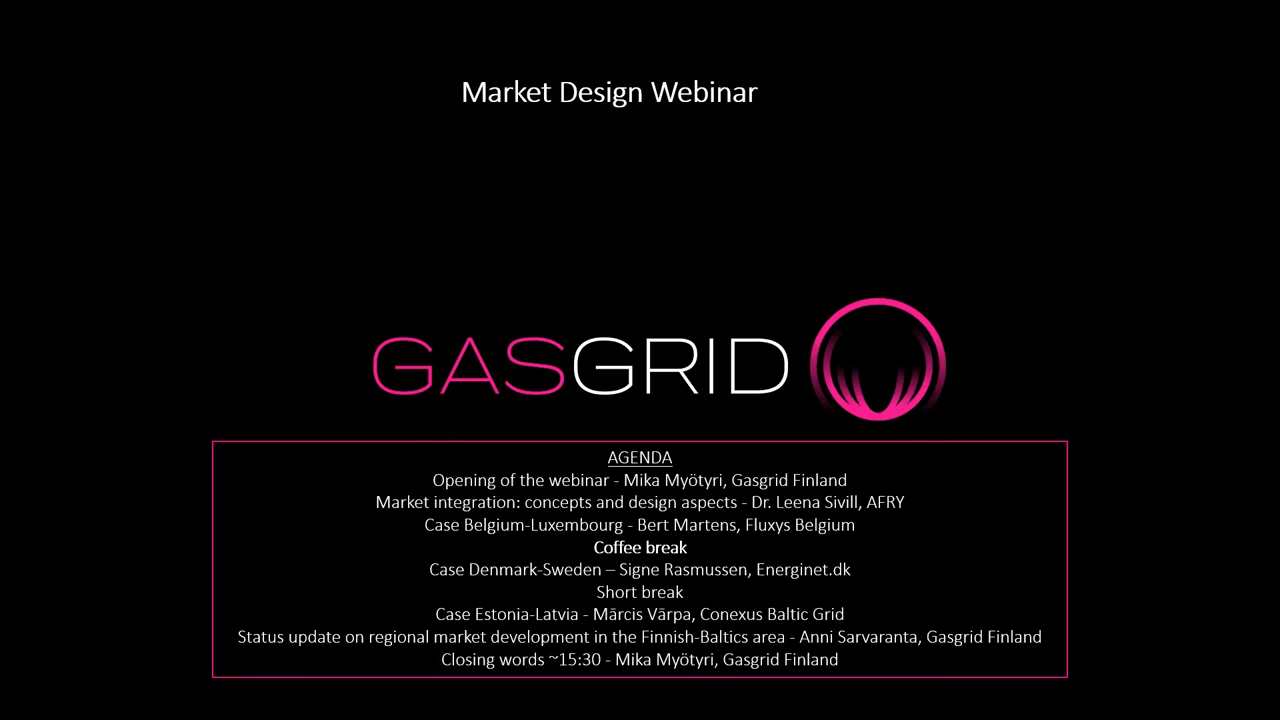 Market Design Webinar
GASGRID
AGENDA
Opening of the webinar - Mika Myötyri, Gasgrid Finland
Market integration: concepts and design aspects - Dr. Leena Sivill, AFRY
Case Belgium-Luxembourg - Bert Martens, Fluxys Belgium
Coffee break
Case Denmark-Sweden – Signe Rasmussen, Energinet.dk
Short break
Case Estonia-Latvia - Mārcis Vārpa, Conexus Baltic Grid
Status update on regional market development in the Finnish-Baltics area - Anni Sarvaranta, Gasgrid Finland
Closing words ~15:30 - Mika Myötyri, Gasgrid Finland